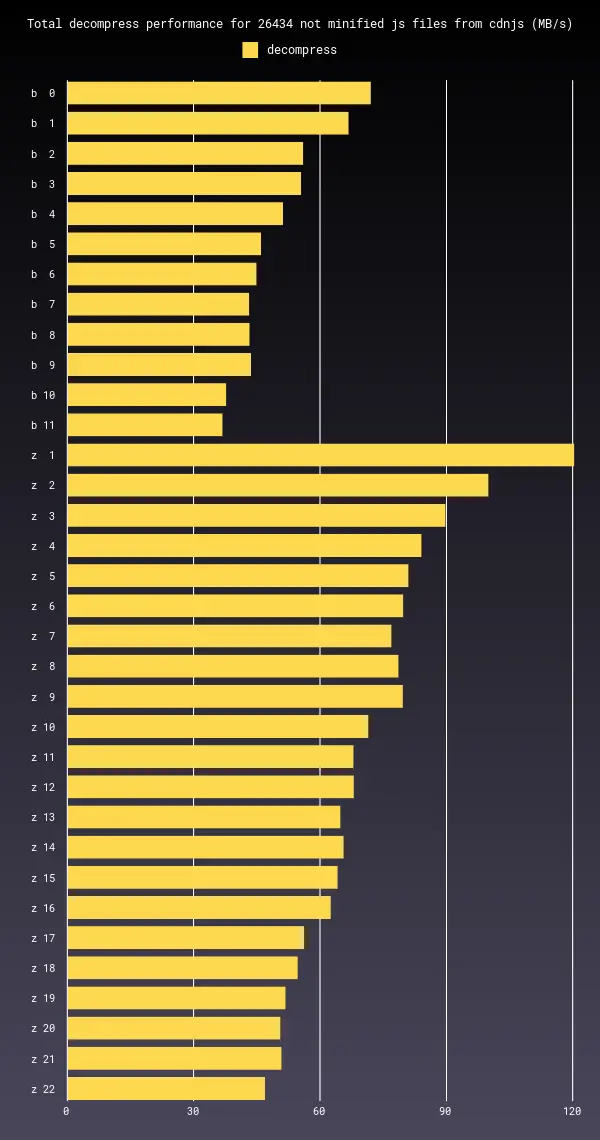 Total decompress performance for 26434 not minified js files from cdnjs (MB/s)
decompress
b 0
b 1
b 2
b 3
b 4
b 5
b 6
b 7
b 8
b 9
b 10
b 11
z 1
z 2
z 3
z 4
z 5
z 6
z 7
z 8
z 9
z 10
z 11
z 12
z 13
z 14
z 15
z 16
z 17
z 18
z 19
z 20
z 21
z 22
0 30 60 90 120